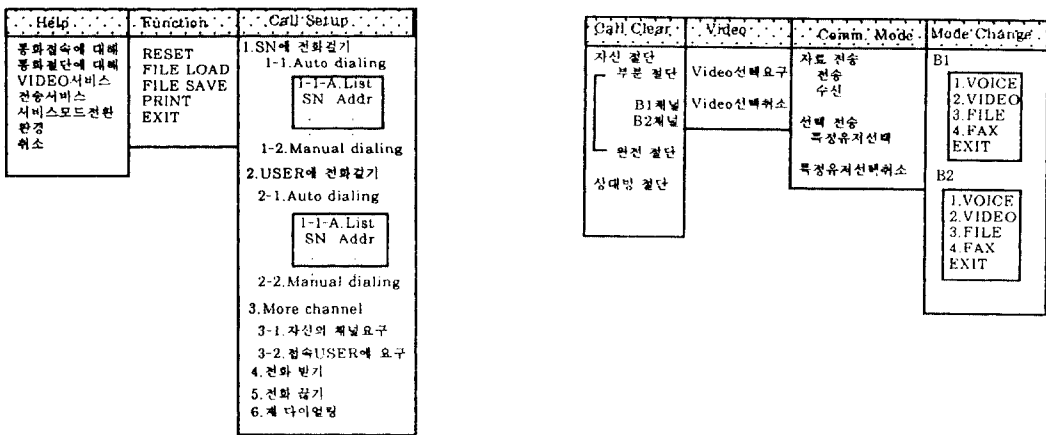 Help
통화접속에 대해
통화절단에 대해
VIDEO서비스
전송서비스
서비스모드전환
환경
취소
Function
RESET
FILE LOAD
FILE SAVE
PRINT
EXIT
Call Setup
1.SN에 전화걸기
1-1.Auto dialing
1-1-A.List
SN Addr
1-2.Manual dialing
2.USER에 전화걸기
2-1.Auto dialing
1-1-A.List
SN Addr
2-2.Manual dialing
3.More channel
3-1.자신의 채널요구
3-2.접속USER에 요구
4.전화 받기
5.전화 끊기
6.재 다이얼링
Call Clear
자신 절단
부분 절단
B1채널
B2채널
완전 절단
상대방 절단
Video
Video선택요구
Video선택취소
Comm. Mode
자료 전송
전송
수신
선택 전송
특정유저선택
특정유저선택취소
Mode Change
B1
1.VOICE
2.VIDEO
3.FILE
4.FAX
EXIT
B2
1.VOICE
2.VIDEO
3.FILE
4.FAX
EXIT